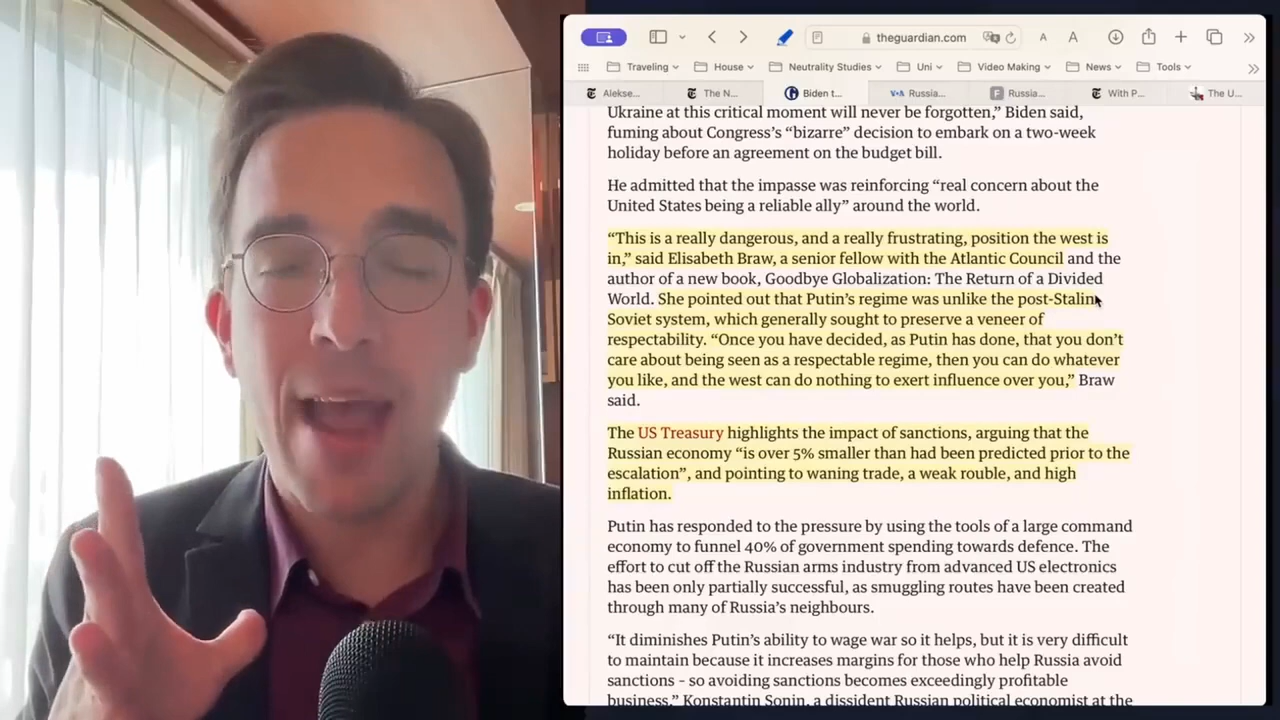 theguardian.com
A A
Traveling House Neutrality Studies Uni Video Making News Tools
Alekse... The N... Biden t... VOA Russia... F Russia... With P... The U...
Ukraine at this critical moment will never be forgotten,” Biden said,
fuming about Congress’s “bizarre” decision to embark on a two-week
holiday before an agreement on the budget bill.
He admitted that the impasse was reinforcing “real concern about the
United States being a reliable ally” around the world.
“This is a really dangerous, and a really frustrating, position the west is
in,” said Elisabeth Braw, a senior fellow with the Atlantic Council and the
author of a new book, Goodbye Globalization: The Return of a Divided
World. She pointed out that Putin’s regime was unlike the post-Stalin
Soviet system, which generally sought to preserve a veneer of
respectability. “Once you have decided, as Putin has done, that you don’t
care about being seen as a respectable regime, then you can do whatever
you like, and the west can do nothing to exert influence over you,” Braw
said.
The US Treasury highlights the impact of sanctions, arguing that the
Russian economy “is over 5% smaller than had been predicted prior to the
escalation”, and pointing to waning trade, a weak rouble, and high
inflation.
Putin has responded to the pressure by using the tools of a large command
economy to funnel 40% of government spending towards defence. The
effort to cut off the Russian arms industry from advanced US electronics
has been only partially successful, as smuggling routes have been created
through many of Russia’s neighbours.
“It diminishes Putin’s ability to wage war so it helps, but it is very difficult
to maintain because it increases margins for those who help Russia avoid
sanctions – so avoiding sanctions becomes exceedingly profitable
business,” Konstantin Sonin, a dissident Russian political economist at the